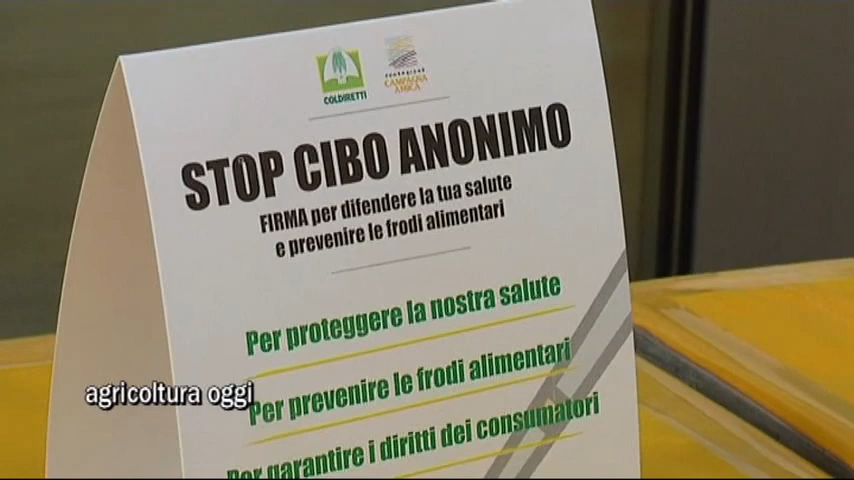 COLDIRETTI
CAMPAGNA
AMICA
STOP CIBO ANONIMO
FIRMA per difendere la tua salute
e prevenire le frodi alimentari
Per proteggere la nostra salute
Per prevenire le frodi alimentari
Per garantire i diritti dei consumatori
agricoltura oggi